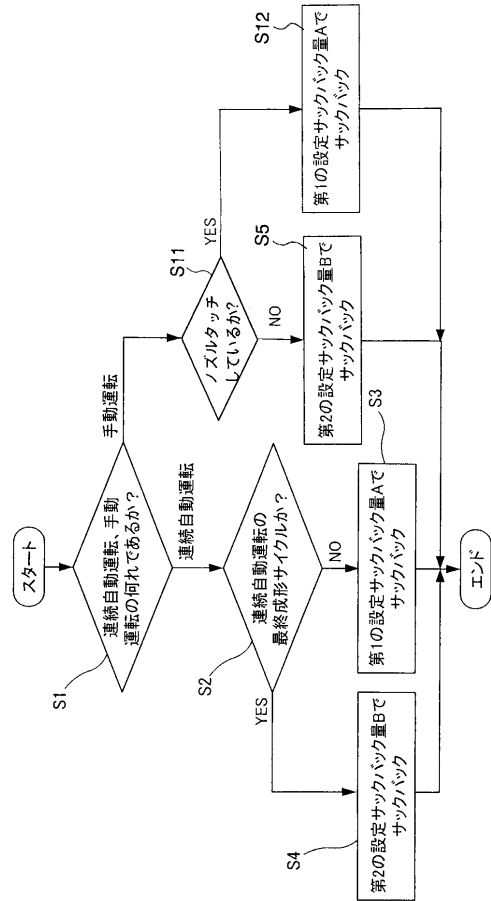 スタート
S1
連続自動運転、手動
運転の何れであるか?
手動運転
連続自動運転
S2
連続自動運転の
最終成形サイクルか?
YES
NO
S11
ノズルタッチ
しているか?
YES
NO
S4
第2の設定サックバック量Bで
サックバック
S3
第1の設定サックバック量Aで
サックバック
S5
第2の設定サックバック量Bで
サックバック
S12
第1の設定サックバック量Aで
サックバック
エンド